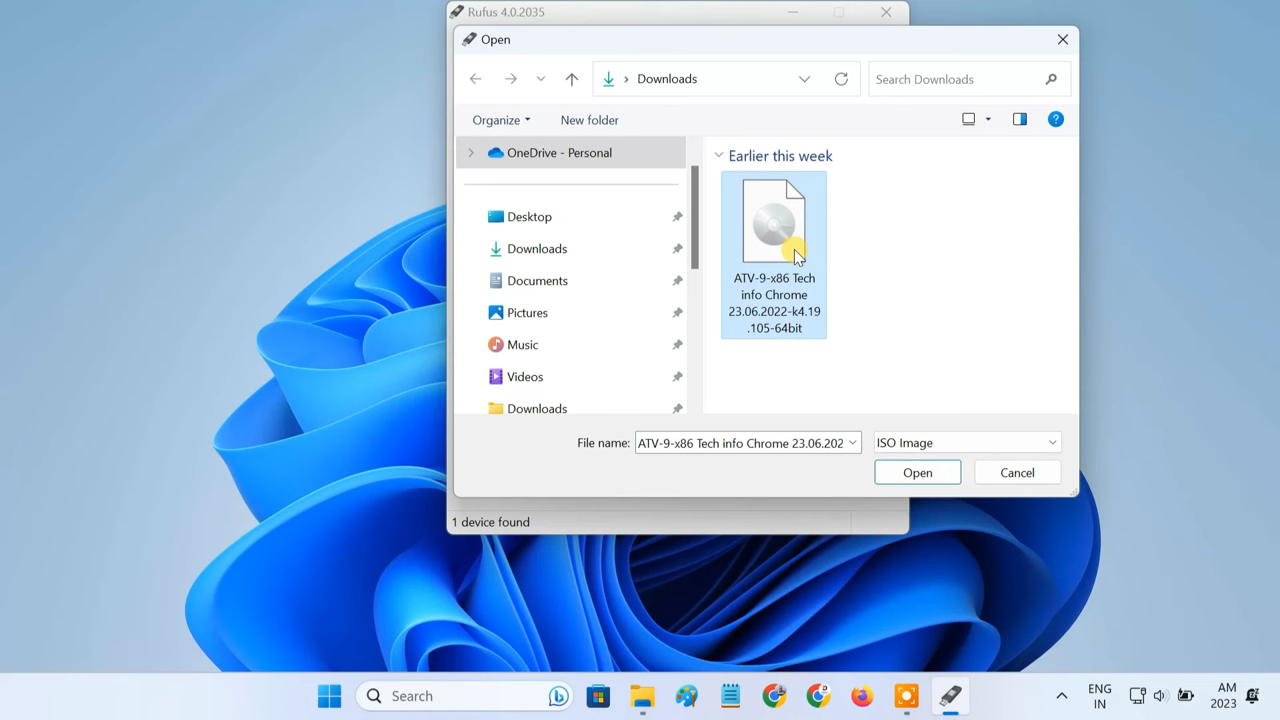 Rufus 4.0.2035
Open
Downloads
Search Downloads
Organize
New folder
OneDrive - Personal
Desktop
Downloads
Documents
Pictures
Music
Videos
Downloads
Earlier this week
ATV-9-x86 Tech
info Chrome
23.06.2022-k4.19
.105-64bit
File name:
ATV-9-x86 Tech info Chrome 23.06.202
ISO Image
Open
Cancel
1 device found
Search
ENG
IN
AM
2023